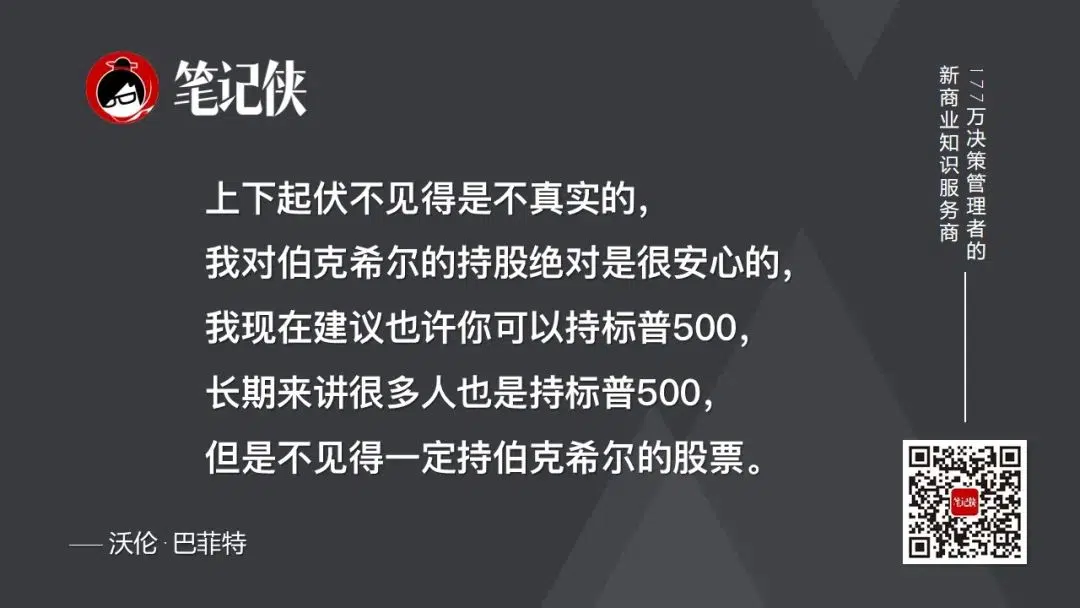 笔记侠
上下起伏不见得是不真实的，
我对伯克希尔的持股绝对是很安心的，
我现在建议也许你可以持标普500，
长期来讲很多人也是持标普500，
但是不见得一定持伯克希尔的股票。
—— 沃伦·巴菲特
177万决策管理者的
新商业知识服务商
笔记侠